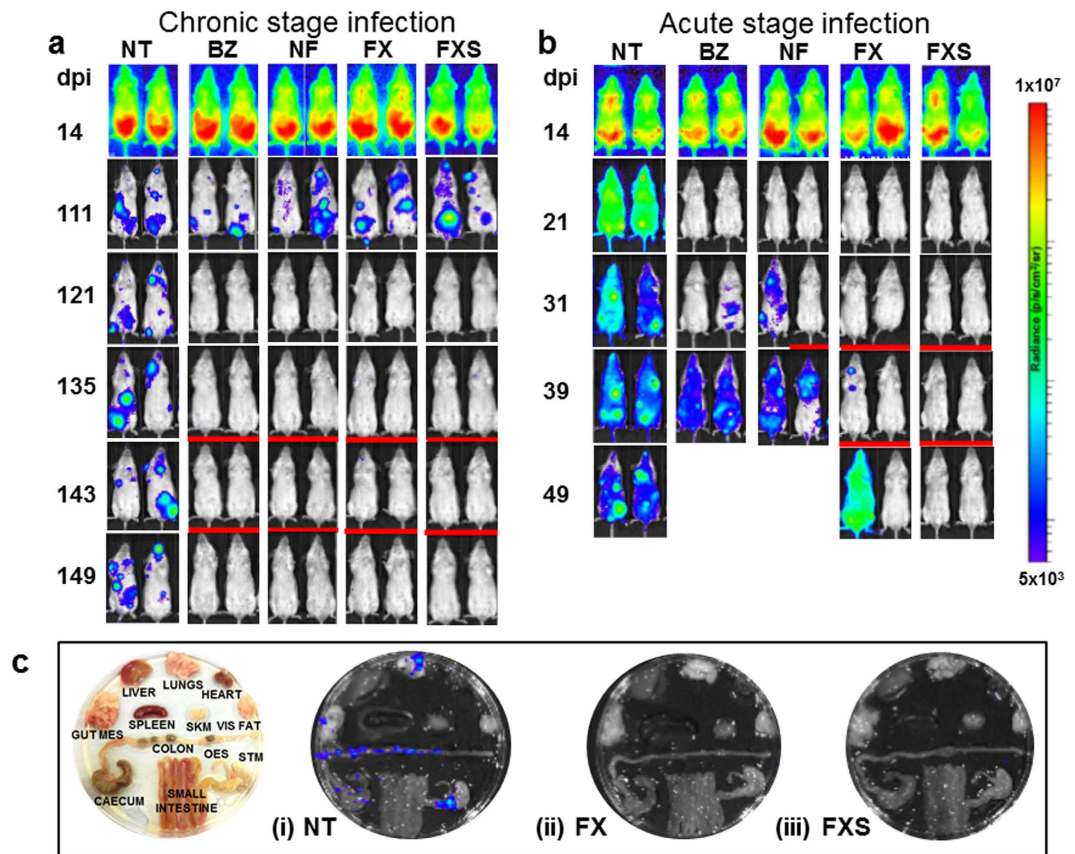 Chronic stage infection
a
NT BZ NF FX FXS
dpi
14
111
121
135
143
149
Acute stage infection
b
NT BZ NF FX FXS
dpi
14
21
31
39
49
1x10⁷
Radiance (p/s/cm²/sr)
5x10³
c
LIVER LUNGS HEART
SPLEEN SKM VIS FAT
GUT MES
COLON OES STM
CAECUM SMALL INTESTINE
(i) NT
(ii) FX
(iii) FXS